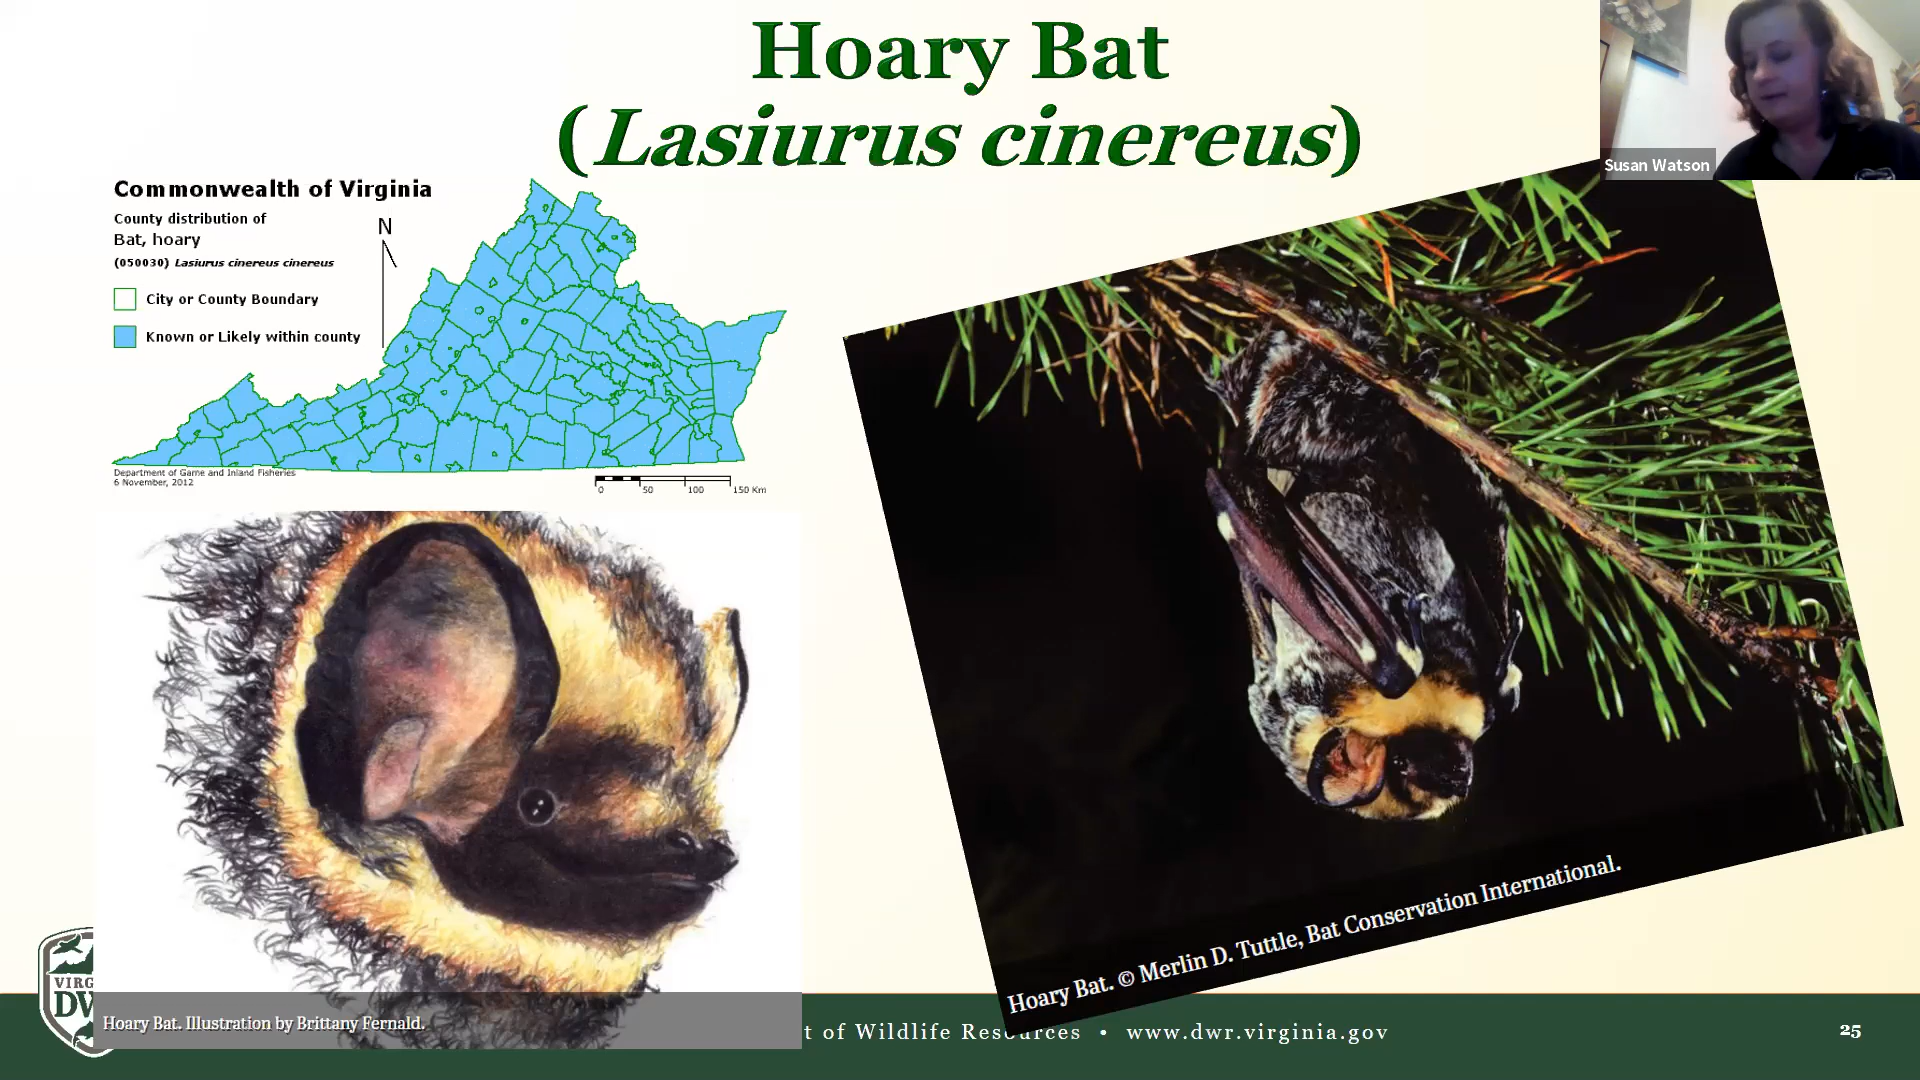 Hoary Bat
(Lasiurus cinereus)
Susan Watson
Commonwealth of Virginia
County distribution of
Bat, hoary
(050030) Lasiurus cinereus cinereus
N
City or County Boundary
Known or Likely within county
Department of Game and Inland Fisheries
6 November, 2012
0 50 100 150 Km
Hoary Bat. © Merlin D. Tuttle, Bat Conservation International.
Hoary Bat. Illustration by Brittany Fernald.
t of Wildlife Resources • www.dwr.virginia.gov
25